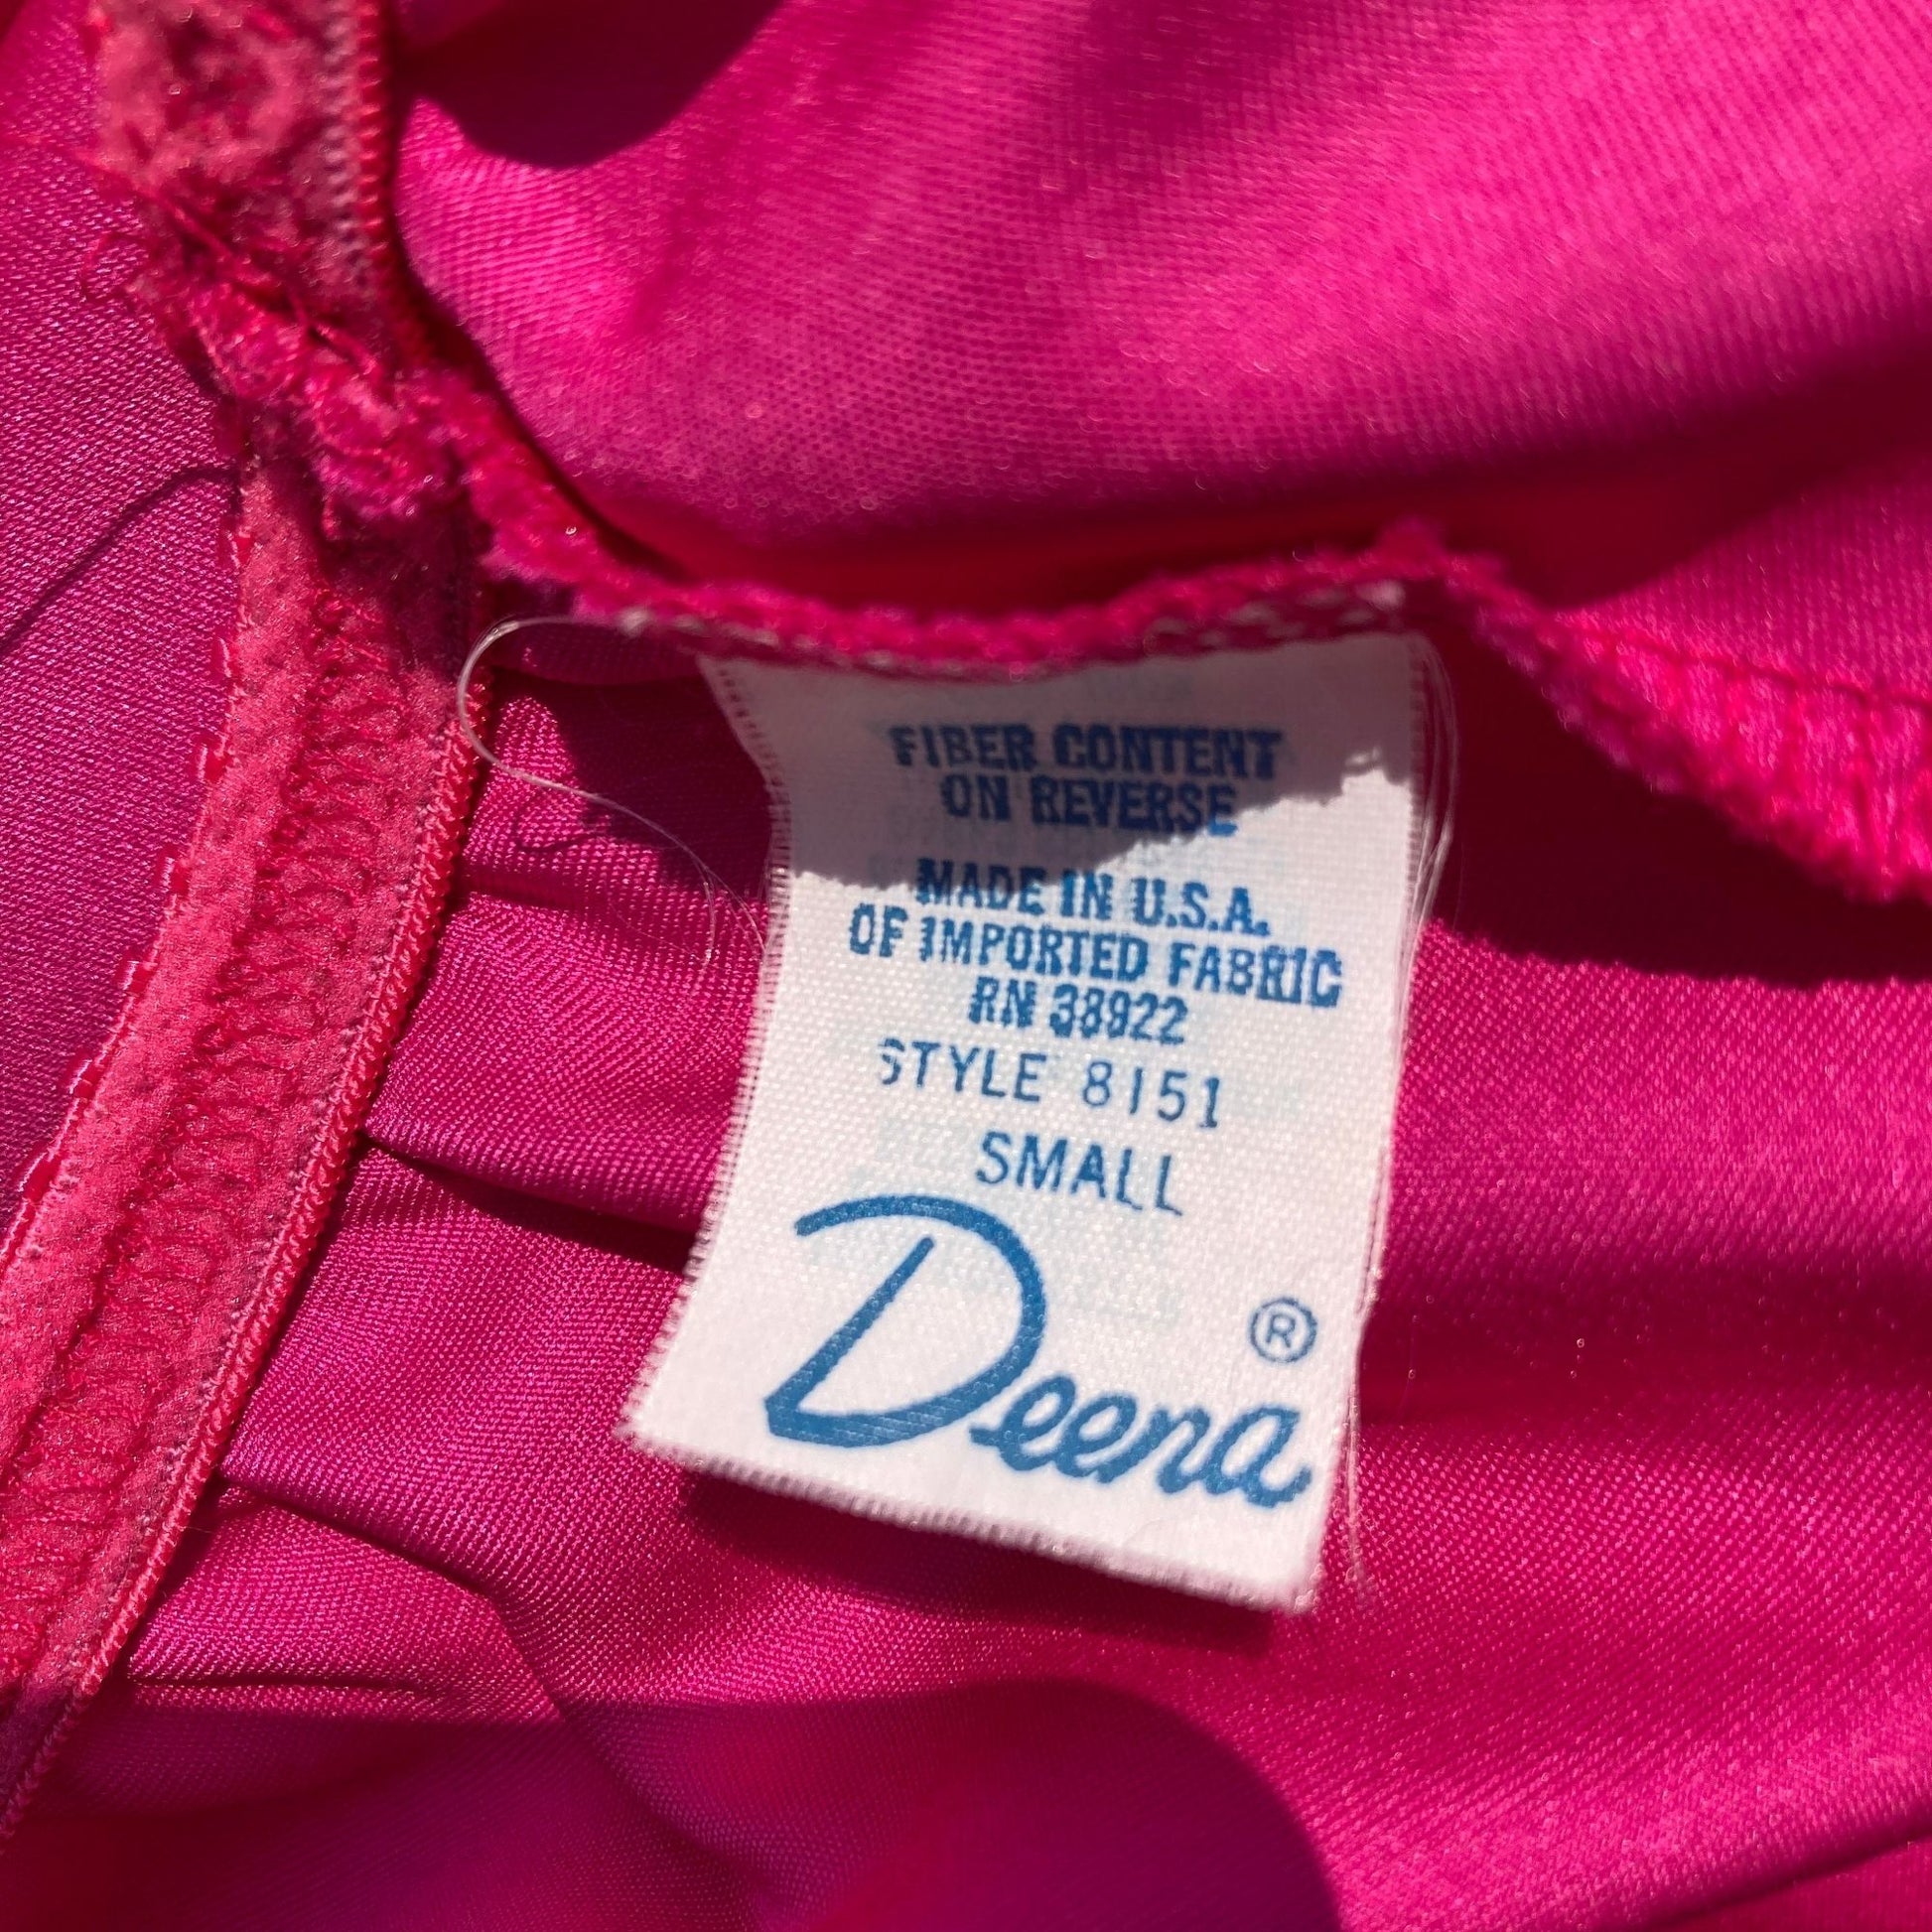 FIBER CONTENT
ON REVERSE
MADE IN U.S.A.
OF IMPORTED FABRIC
RN 38922
STYLE 8151
SMALL
Deena ®